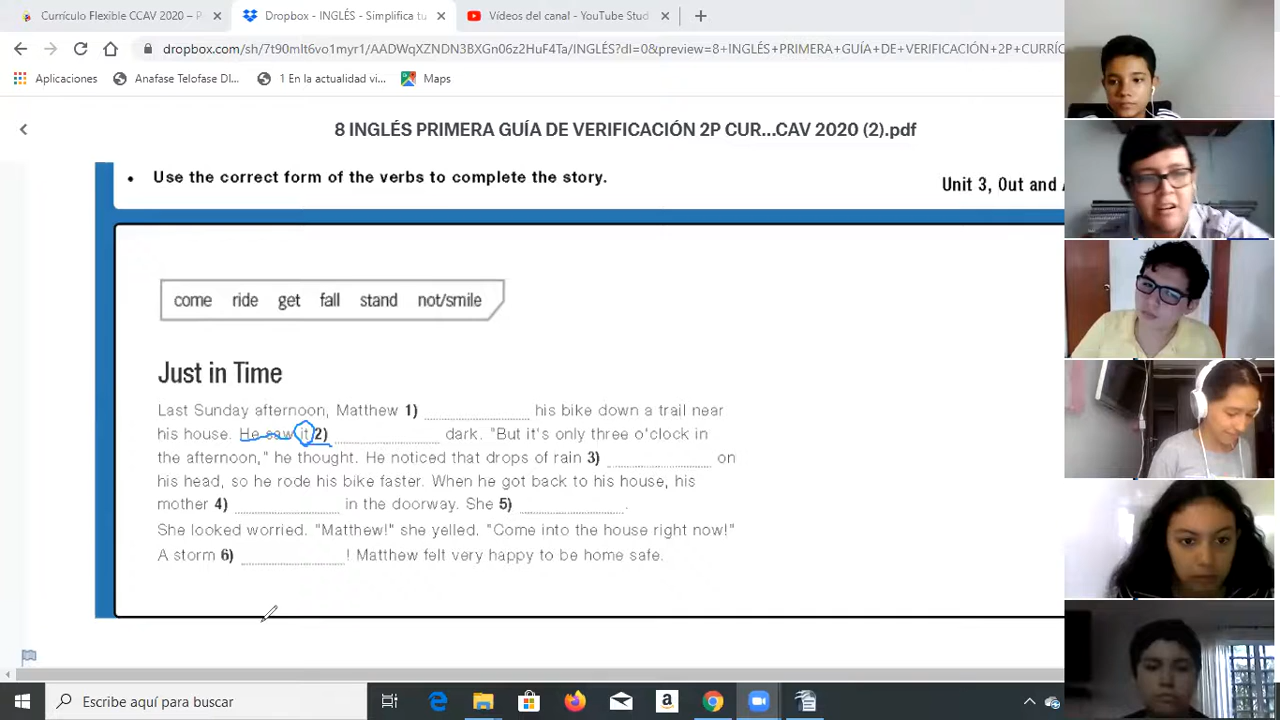 Currículo Flexible CCAV 2020 – P
Dropbox - INGLÉS - Simplifica tu
Vídeos del canal - YouTube Stud
dropbox.com/sh/7t90mlt6vo1myr1/AADWqXZNDN3BXGn06z2HuF4Ta/INGLÉS?dl=0&preview=8+INGLÉS+PRIMERA+GUÍA+DE+VERIFICACIÓN+2P+CURRÍC
Aplicaciones
Anafase Telofase DI...
1 En la actualidad vi...
Maps
8 INGLÉS PRIMERA GUÍA DE VERIFICACIÓN 2P CUR...CAV 2020 (2).pdf
• Use the correct form of the verbs to complete the story.
Unit 3, Out and
come ride get fall stand not/smile
Just in Time
Last Sunday afternoon, Matthew 1) his bike down a trail near
his house. He saw it 2) dark. "But it's only three o'clock in
the afternoon," he thought. He noticed that drops of rain 3) on
his head, so he rode his bike faster. When he got back to his house, his
mother 4) in the doorway. She 5) .
She looked worried. "Matthew!" she yelled. "Come into the house right now!"
A storm 6) ! Matthew felt very happy to be home safe.
Escribe aquí para buscar